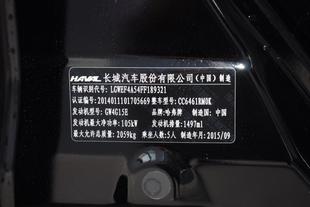 HAVAL 长城汽车股份有限公司(中国)制造
车辆识别代号: LGWEF4A54FF189321
认证编号: 2014011101705669 整车型号: CC6461RM0K
发动机型号: GW4G15E 品牌: 哈弗牌 制造国: 中国
发动机最大净功率: 105kW 发动机排量: 1497ml
最大允许总质量: 2059kg 乘坐人数: 5人 制造年月: 2015/09